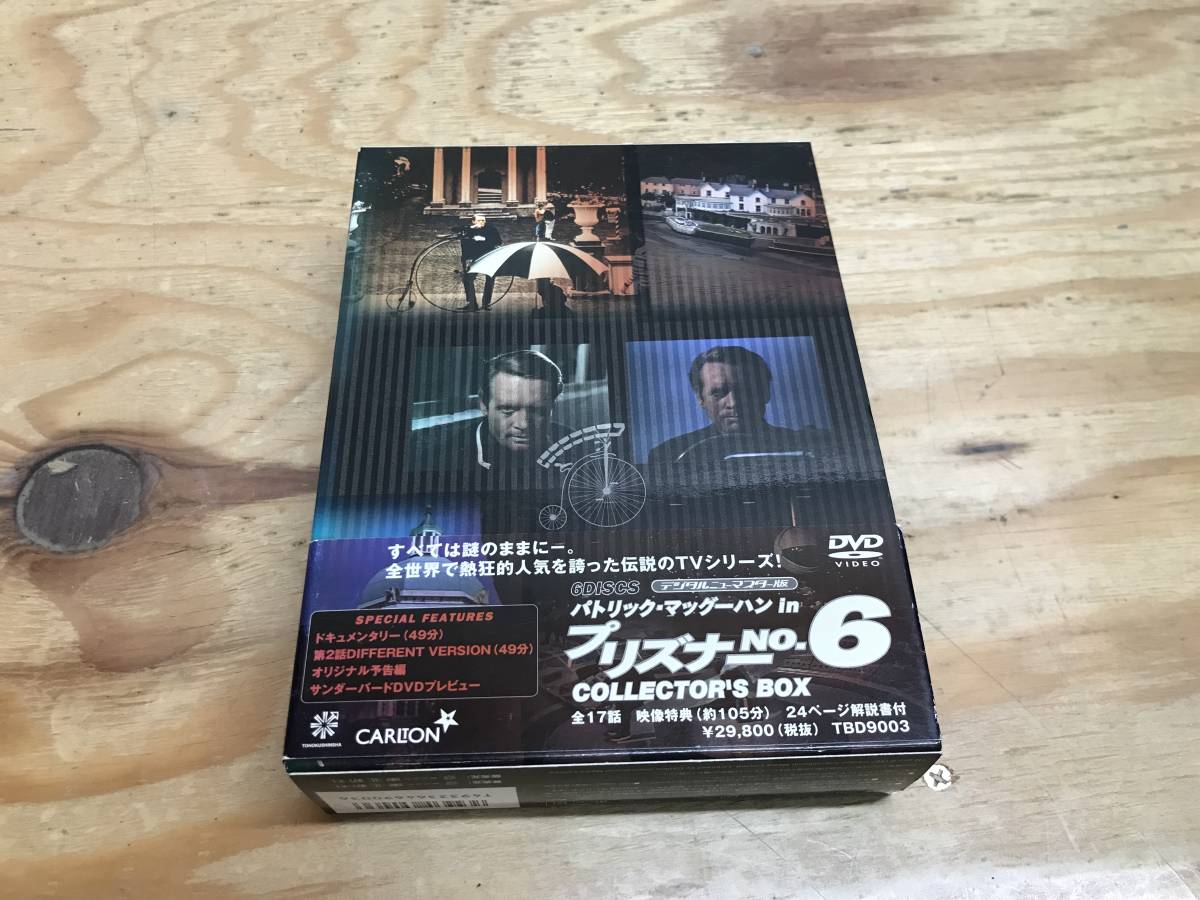 すべては謎のままにー。
全世界で熱狂的人気を誇った伝説のTVシリーズ!
DVD
VIDEO
6DISCS デジタルニューマスター版
パトリック・マッグーハン in
プリズナーNO.6
COLLECTOR'S BOX
全17話 映像特典(約105分) 24ページ解説書付
¥29,800(税抜) TBD9003
SPECIAL FEATURES
ドキュメンタリー(49分)
第2話DIFFERENT VERSION(49分)
オリジナル予告編
サンダーバードDVDプレビュー
TOHOKUSHINSHA
CARLTON